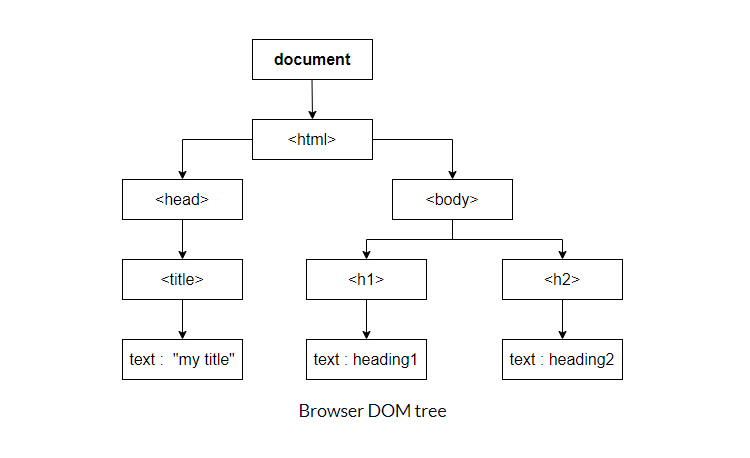 document
<html>
<head>
<body>
<title>
<h1>
<h2>
text :  "my title"
text : heading1
text : heading2
Browser DOM tree